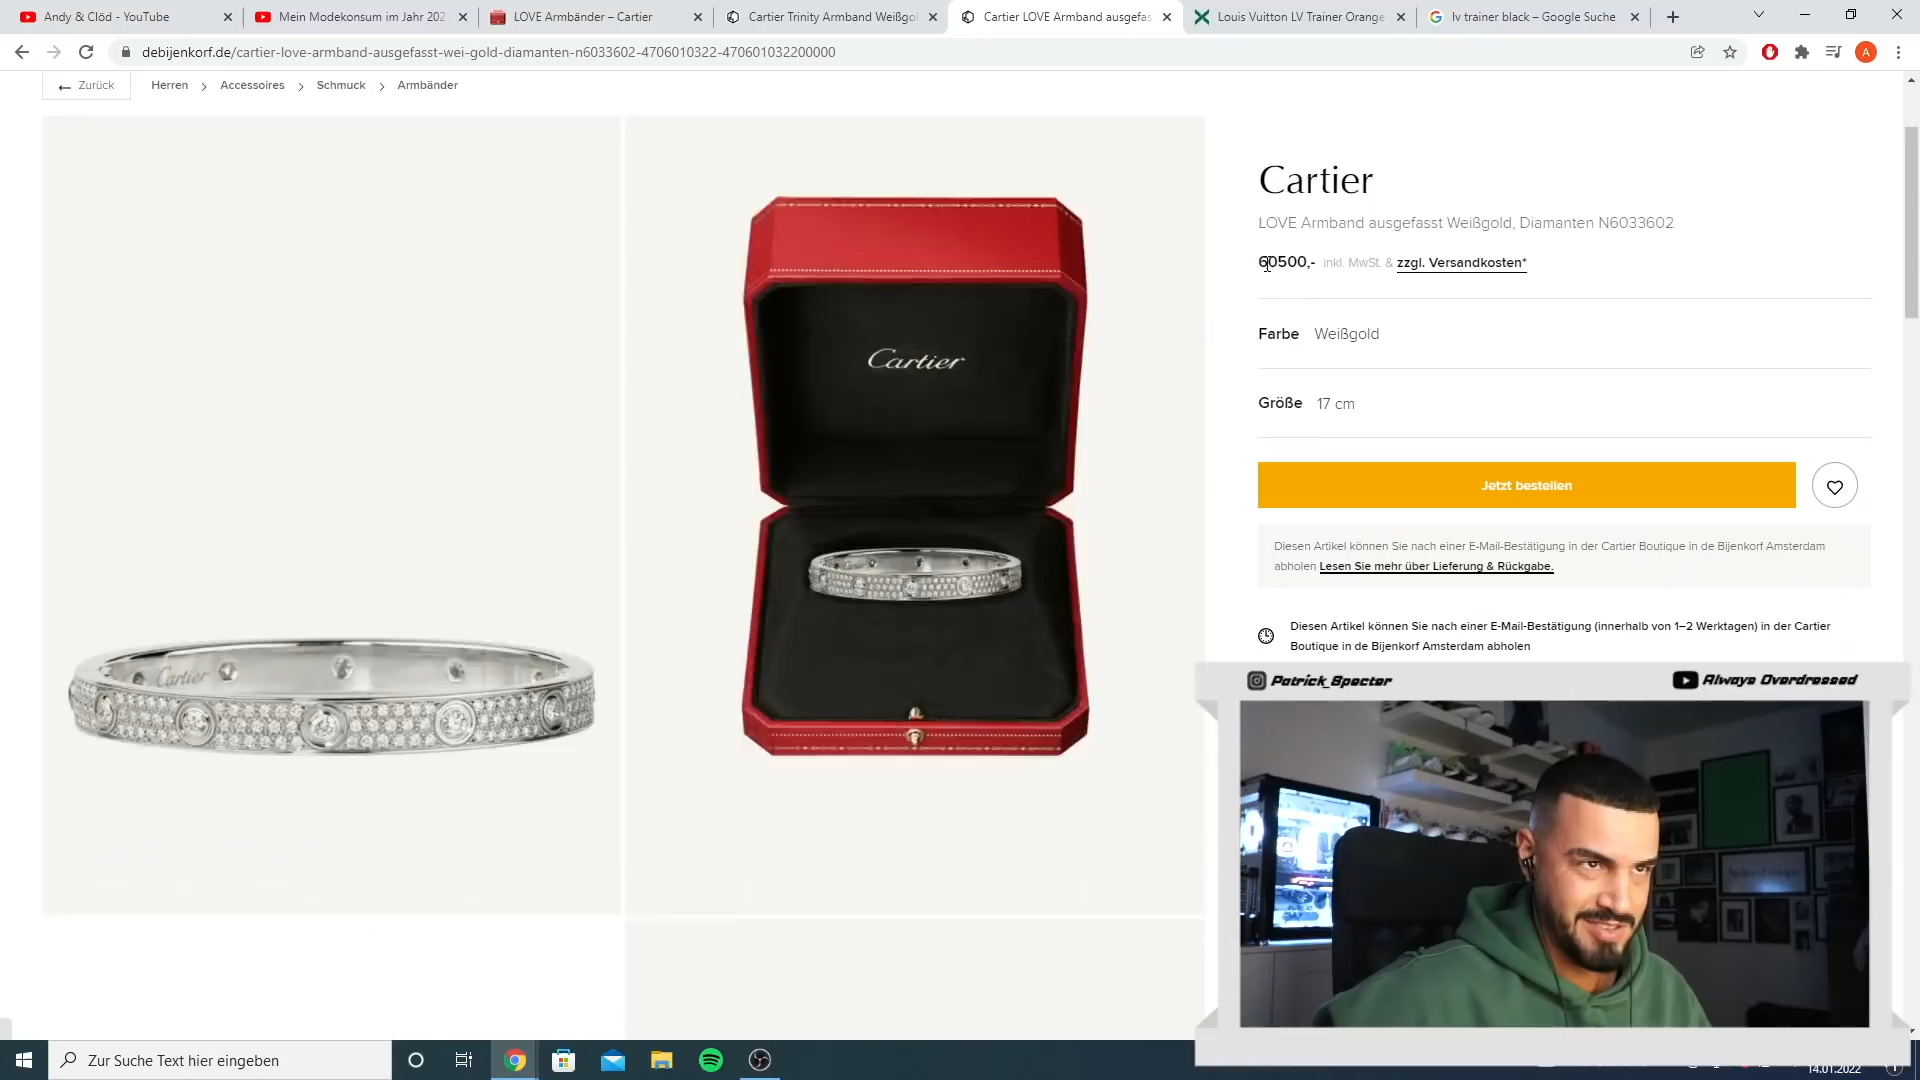 Andy & Clöd - YouTube
Mein Modekonsum im Jahr 202
LOVE Armbänder – Cartier
Cartier Trinity Armband Weißgo
Cartier LOVE Armband ausgefas
Louis Vuitton LV Trainer Orange
lv trainer black – Google Suche
debijenkorf.de/cartier-love-armband-ausgefasst-wei-gold-diamanten-n6033602-4706010322-470601032200000
A
Zurück
Herren
Accessoires
Schmuck
Armbänder
Cartier
LOVE Armband ausgefasst Weißgold, Diamanten N6033602
60500,- inkl. MwSt. & zzgl. Versandkosten*
Farbe Weißgold
Größe 17 cm
Jetzt bestellen
Diesen Artikel können Sie nach einer E-Mail-Bestätigung in der Cartier Boutique in de Bijenkorf Amsterdam
abholen Lesen Sie mehr über Lieferung & Rückgabe.
Diesen Artikel können Sie nach einer E-Mail-Bestätigung (innerhalb von 1–2 Werktagen) in der Cartier
Boutique in de Bijenkorf Amsterdam abholen
Cartier
Cartier
Patrick_Specter
Always Overdressed
Zur Suche Text hier eingeben
14.01.2022